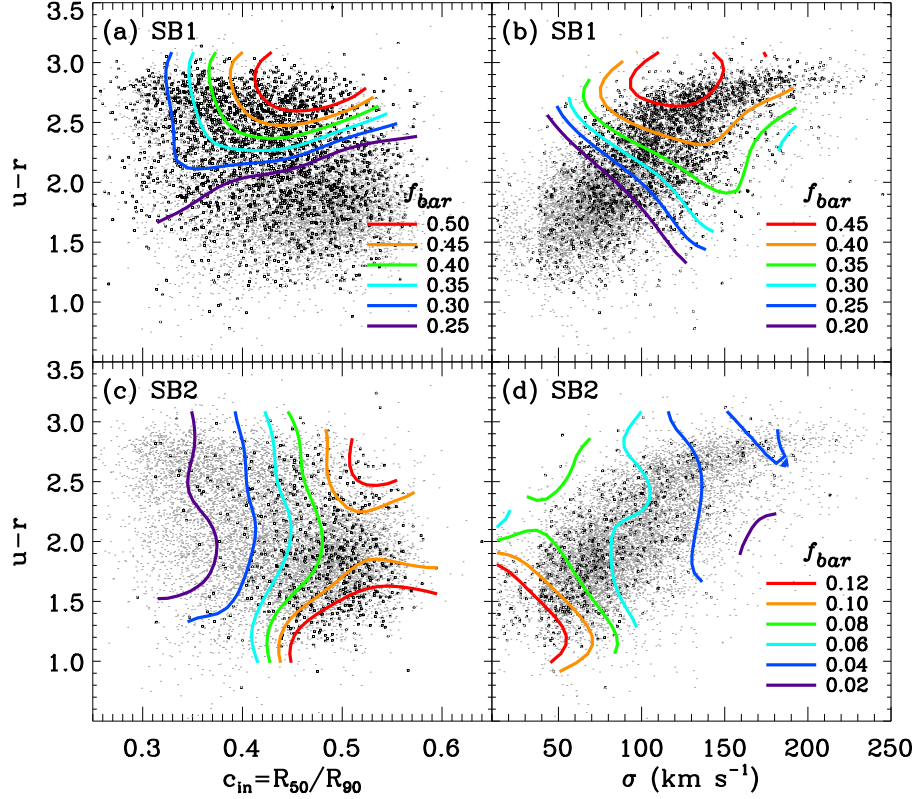 (a) SB1
(b) SB1
3.5
3.0
2.5
2.0
1.5
1.0
u−r
f_bar
0.50
0.45
0.40
0.35
0.30
0.25
f_bar
0.45
0.40
0.35
0.30
0.25
0.20
(c) SB2
(d) SB2
3.5
3.0
2.5
2.0
1.5
1.0
u−r
f_bar
0.12
0.10
0.08
0.06
0.04
0.02
0.3 0.4 0.5 0.6
50 100 150 200 250
c_in=R_50/R_90
σ (km s⁻¹)